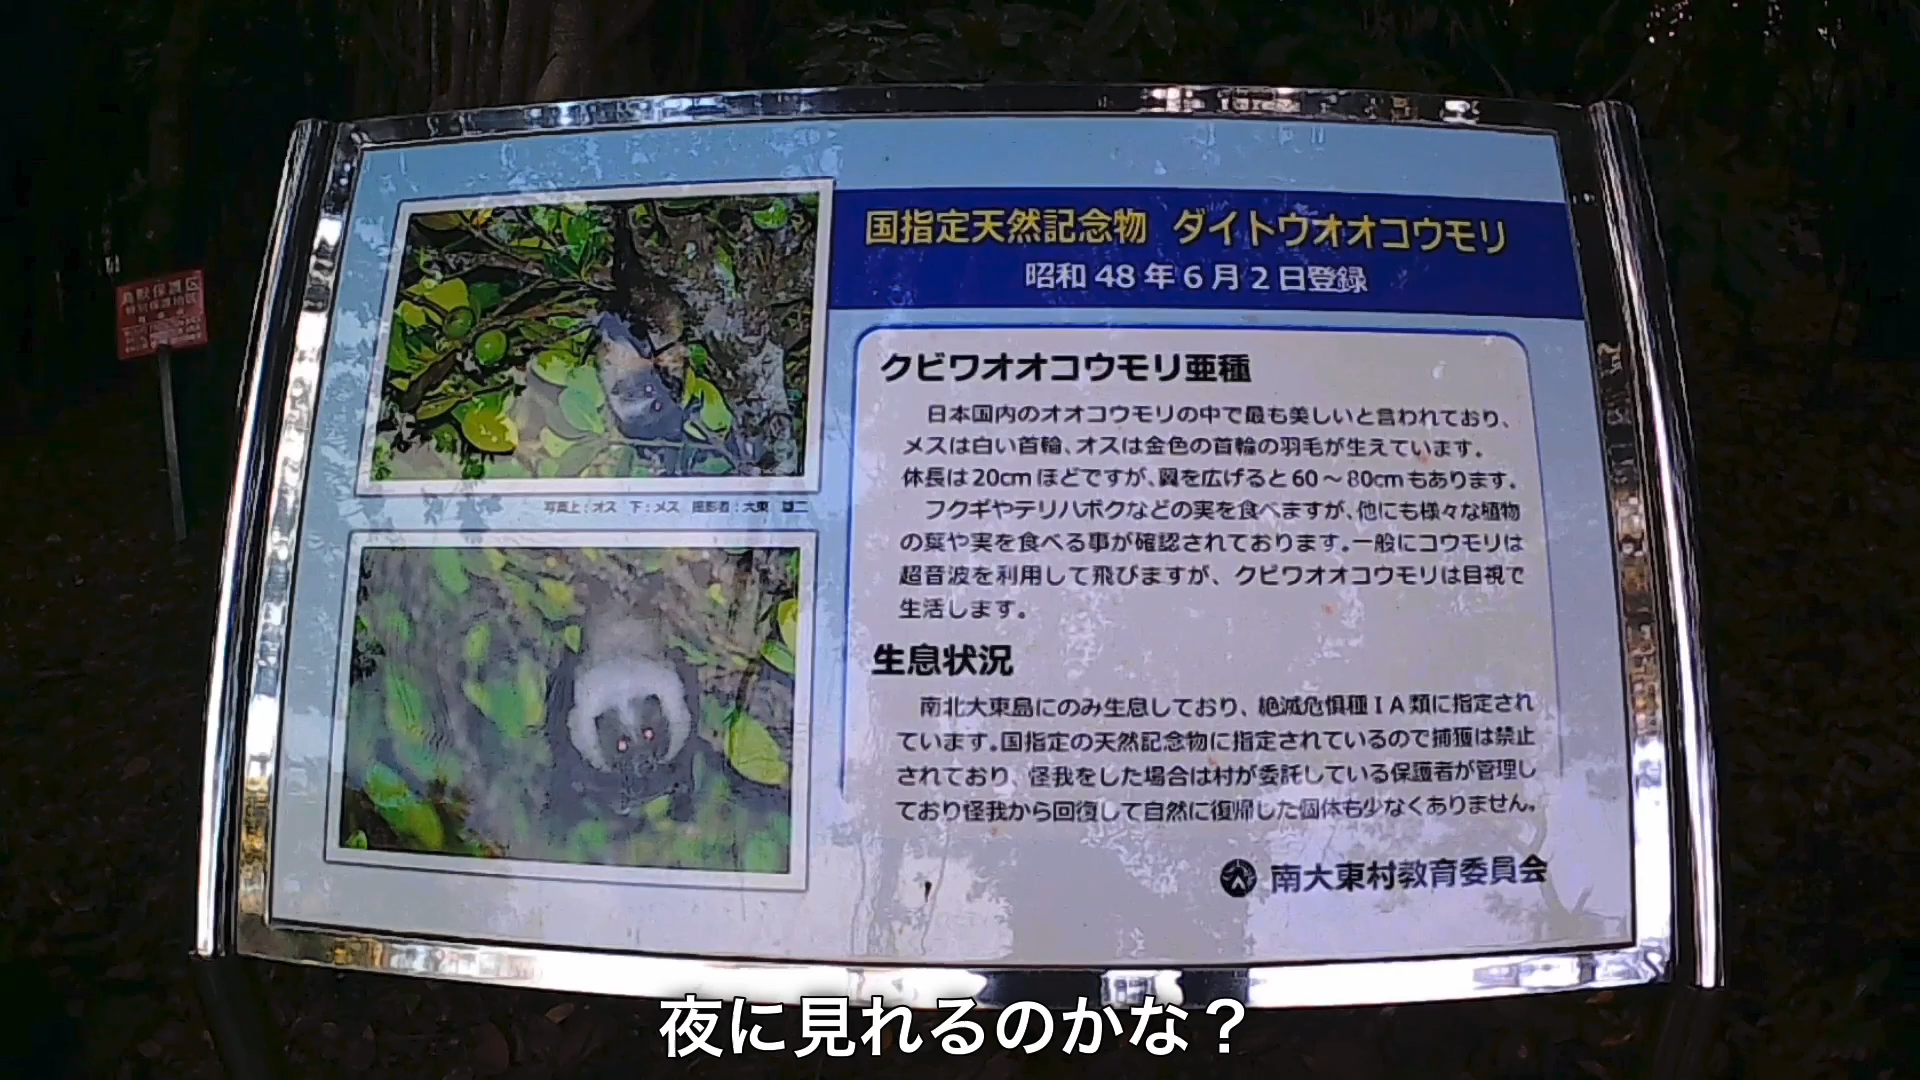 鳥獣保護区
特別保護地区
国指定天然記念物 ダイトウオオコウモリ
昭和48年6月2日登録
写真上：オス 下：メス 撮影者：大東
クビワオオコウモリ亜種
日本国内のオオコウモリの中で最も美しいと言われており、
メスは白い首輪、オスは金色の首輪の羽毛が生えています。
体長は20cmほどですが、翼を広げると60～80cmもあります。
フクギやテリハボクなどの実を食べますが、他にも様々な植物
の葉や実を食べる事が確認されております。一般にコウモリは
超音波を利用して飛びますが、クビワオオコウモリは目視で
生活します。
生息状況
南北大東島にのみ生息しており、絶滅危惧種ⅠA類に指定され
ています。国指定の天然記念物に指定されているので捕獲は禁止
されており、怪我をした場合は村が委託している保護者が管理し
ており怪我から回復して自然に復帰した個体も少なくありません。
南大東村教育委員会
夜に見れるのかな？